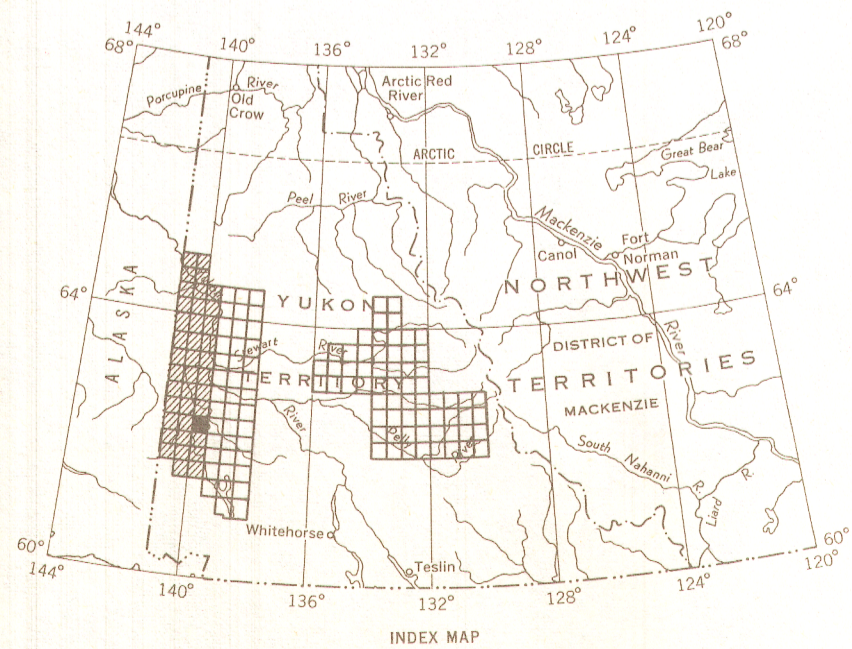 144° 140° 136° 132° 128° 124° 120°
68° 68°
Porcupine River
Old
Crow
Arctic Red
River
ARCTIC CIRCLE
Great Bear
Lake
Peel River
Mackenzie
Fort
Norman
Canol
NORTHWEST
64° YUKON 64°
ALASKA
Stewart River
River
DISTRICT OF
TERRITORY TERRITORIES
MACKENZIE
River
Pelly River
South Nahanni R.
Liard R.
Whitehorse
Teslin
60° 60°
144° 140° 136° 132° 128° 124° 120°
INDEX MAP